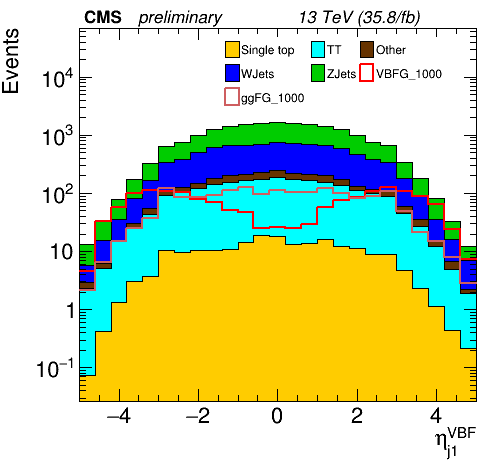 CMS preliminary 13 TeV (35.8/fb)
Events
Single top TT Other
WJets ZJets VBFG_1000
ggFG_1000
10^4
10^3
10^2
10
1
10^−1
−4 −2 0 2 4
η_j1^VBF